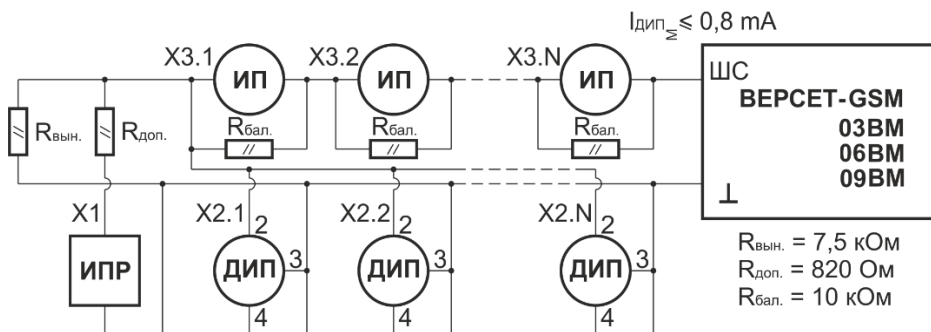 Iдип_м ≤ 0,8 mA
X3.1 ИП X3.2 ИП X3.N ИП
ШС
ВЕРСЕТ-GSM
03ВМ
06ВМ
09ВМ
Rвын. Rдоп. Rбал. Rбал. Rбал.
X1 X2.1 2 X2.2 2 X2.N 2
ИПР ДИП 3 ДИП 3 ДИП 3
4 4 4
Rвын. = 7,5 кОм
Rдоп. = 820 Ом
Rбал. = 10 кОм